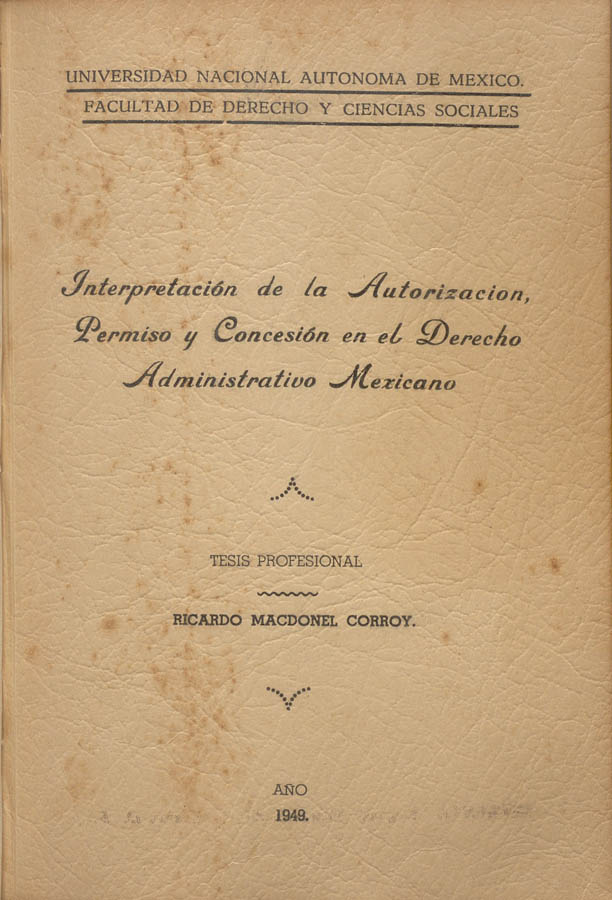 UNIVERSIDAD NACIONAL AUTONOMA DE MEXICO.
FACULTAD DE DERECHO Y CIENCIAS SOCIALES
Interpretación de la Autorizacion,
Permiso y Concesión en el Derecho
Administrativo Mexicano
TESIS PROFESIONAL
RICARDO MACDONEL CORROY.
AÑO
1949.